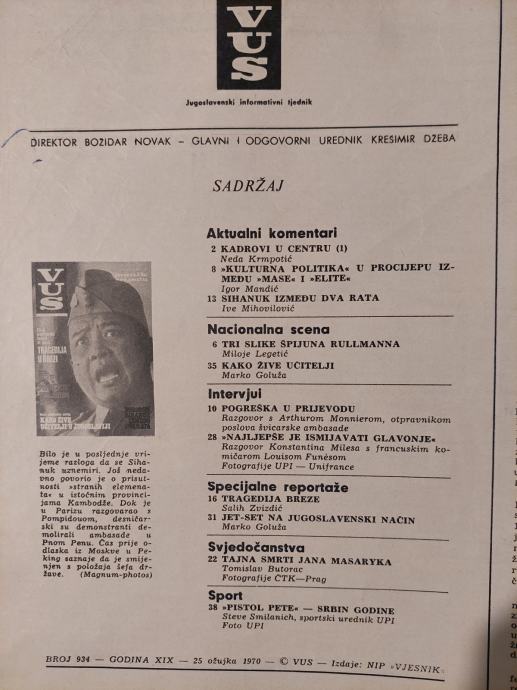 VUS
Jugoslavenski informativni tjednik
DIREKTOR BOŽIDAR NOVAK – GLAVNI I ODGOVORNI UREDNIK KREŠIMIR DŽEBA
SADRŽAJ
Aktualni komentari
2 KADROVI U CENTRU (1)
Neda Krmpotić
8 »KULTURNA POLITIKA« U PROCIJEPU IZ-
MEĐU »MASE« I »ELITE«
Igor Mandić
13 SIHANUK IZMEĐU DVA RATA
Ive Mihovilović
Nacionalna scena
6 TRI SLIKE ŠPIJUNA RULLMANNA
Miloje Legetić
35 KAKO ŽIVE UČITELJI
Marko Goluža
Intervjui
10 POGREŠKA U PRIJEVODU
Razgovor s Arthurom Monnierom, otpravnikom
poslova švicarske ambasade
28 »NAJLJEPŠE JE ISMIJAVATI GLAVONJE«
Razgovor Konstantina Milesa s francuskim ko-
mičarom Louisom Funèsom
Fotografije UPI — Unifrance
Specijalne reportaže
16 TRAGEDIJA BREZE
Salih Zvizdić
31 JET-SET NA JUGOSLAVENSKI NAČIN
Marko Goluža
Svjedočanstva
22 TAJNA SMRTI JANA MASARYKA
Tomislav Butorac
Fotografije ČTK—Prag
Sport
38 »PISTOL PETE« — SRBIN GODINE
Steve Smilanich, sportski urednik UPI
Foto UPI
VUS
TRAGEDIJA
U BREZI
KAKO ŽIVE
UČITELJI U JUGOSLAVIJI
Bilo je u posljednje vri-
jeme razloga da se Siha-
nuk uznemiri. Još neda-
vno govorio je o prisut-
nosti »stranih elemena-
ta« u istočnim provinci-
jama Kambodže. Dok je
u Parizu razgovarao s
Pompidouom, desničar-
ski su demonstranti de-
molirali ambasade u
Pnom Penu. Čas prije o-
dlaska iz Moskve u Pe-
king saznaje da je smije-
njen s položaja šefa dr-
žave. (Magnum-photos)
BROJ 934 — GODINA XIX — 25 ožujka 1970 — © VUS — Izdaje: NIP »VJESNIK«